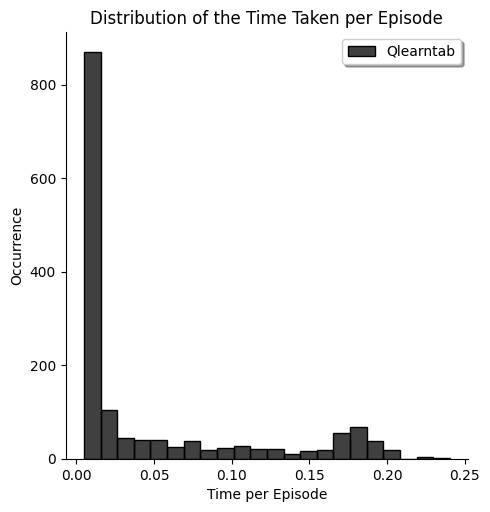 Distribution of the Time Taken per Episode
Qlearntab
800
600
400
200
0
Occurrence
0.00 0.05 0.10 0.15 0.20 0.25
Time per Episode